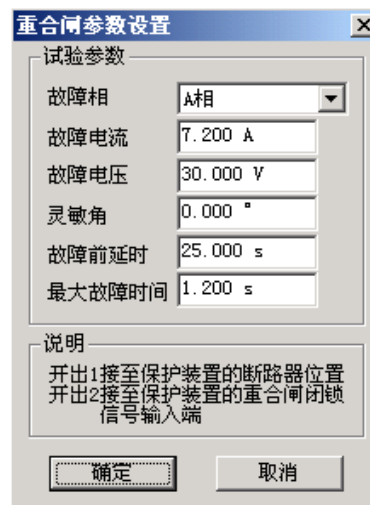 重合闸参数设置
试验参数
故障相 A相
故障电流 7.200 A
故障电压 30.000 V
灵敏角 0.000 °
故障前延时 25.000 s
最大故障时间 1.200 s
说明
开出1接至保护装置的断路器位置
开出2接至保护装置的重合闸闭锁
信号输入端
确定 取消